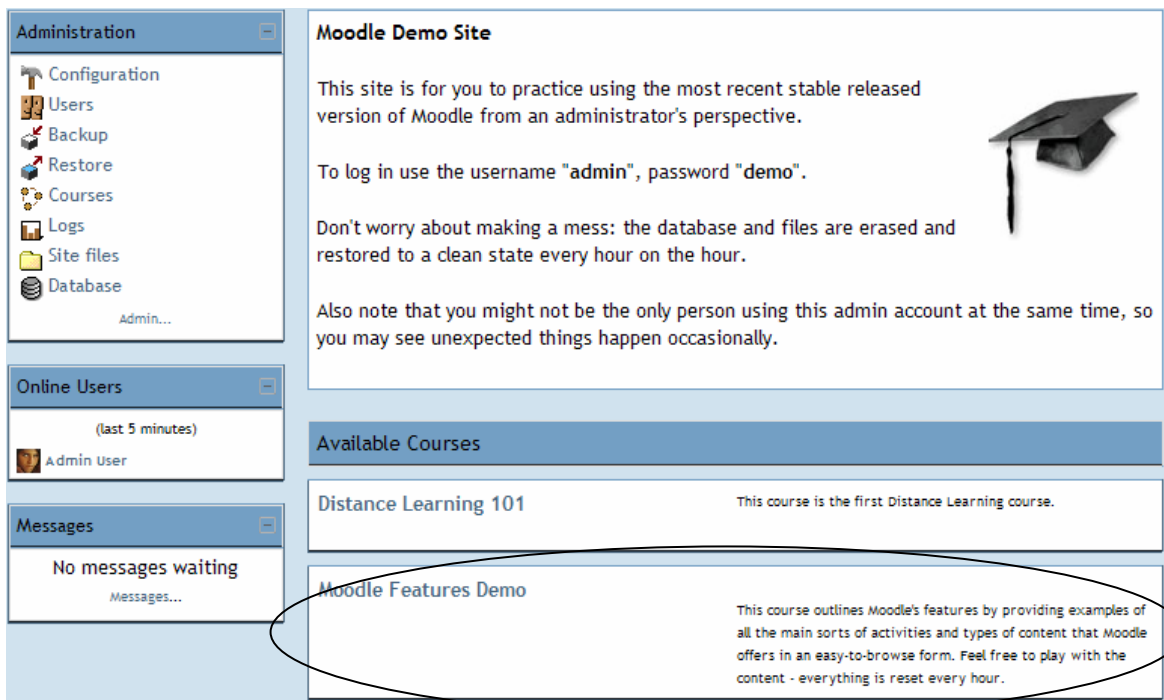 Administration
Configuration
Users
Backup
Restore
Courses
Logs
Site files
Database
Admin...
Online Users
(last 5 minutes)
Admin User
Messages
No messages waiting
Messages...
Moodle Demo Site
This site is for you to practice using the most recent stable released
version of Moodle from an administrator's perspective.
To log in use the username "admin", password "demo".
Don't worry about making a mess: the database and files are erased and
restored to a clean state every hour on the hour.
Also note that you might not be the only person using this admin account at the same time, so
you may see unexpected things happen occasionally.
Available Courses
Distance Learning 101
This course is the first Distance Learning course.
Moodle Features Demo
This course outlines Moodle's features by providing examples of
all the main sorts of activities and types of content that Moodle
offers in an easy-to-browse form. Feel free to play with the
content - everything is reset every hour.